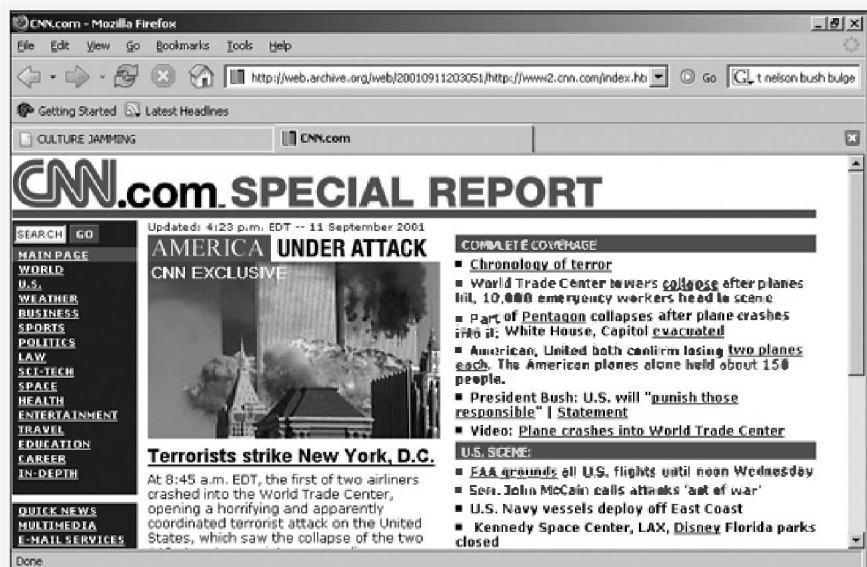 CNN.com - Mozilla Firefox
File Edit View Go Bookmarks Tools Help
http://web.archive.org/web/20010911203051/http://www2.cnn.com/index.ht Go G t nelson bush bulge
Getting Started Latest Headlines
CULTURE JAMMING CNN.com
CNN.com SPECIAL REPORT
SEARCH GO
MAIN PAGE
WORLD
U.S.
WEATHER
BUSINESS
SPORTS
POLITICS
LAW
SCI-TECH
SPACE
HEALTH
ENTERTAINMENT
TRAVEL
EDUCATION
CAREER
IN-DEPTH
QUICK NEWS
MULTIMEDIA
E-MAIL SERVICES
Updated: 4:23 p.m. EDT -- 11 September 2001
AMERICA UNDER ATTACK
CNN EXCLUSIVE
Terrorists strike New York, D.C.
At 8:45 a.m. EDT, the first of two airliners
crashed into the World Trade Center,
opening a horrifying and apparently
coordinated terrorist attack on the United
States, which saw the collapse of the two
COMPLETE COVERAGE
■ Chronology of terror
■ World Trade Center towers collapse after planes
hit, 10,000 emergency workers head to scene
■ Part of Pentagon collapses after plane crashes
into it; White House, Capitol evacuated
■ American, United both confirm losing two planes
each. The American planes alone held about 150
people.
■ President Bush: U.S. will "punish those
responsible" | Statement
■ Video: Plane crashes into World Trade Center
U.S. SCENE:
■ FAA grounds all U.S. flights until noon Wednesday
■ Sen. John McCain calls attacks 'act of war'
■ U.S. Navy vessels deploy off East Coast
■ Kennedy Space Center, LAX, Disney Florida parks
closed
Done